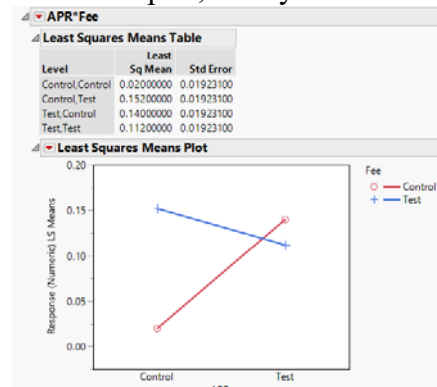 APR*Fee
Least Squares Means Table
Least
Level Sq Mean Std Error
Control,Control 0.02000000 0.01923100
Control,Test 0.15200000 0.01923100
Test,Control 0.14000000 0.01923100
Test,Test 0.11200000 0.01923100
Least Squares Means Plot
0.20
0.15
0.10
0.05
0.00
Response (Numeric) LS Means
Control Test
Fee
Control
Test